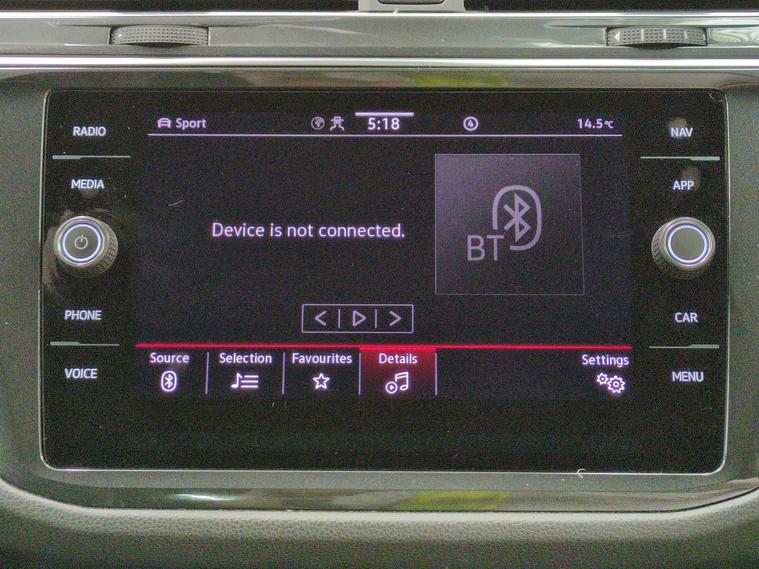 RADIO
MEDIA
PHONE
VOICE
Sport
5:18
4
14.5°C
Device is not connected.
BT
Source
Selection
Favourites
Details
Settings
NAV
APP
CAR
MENU